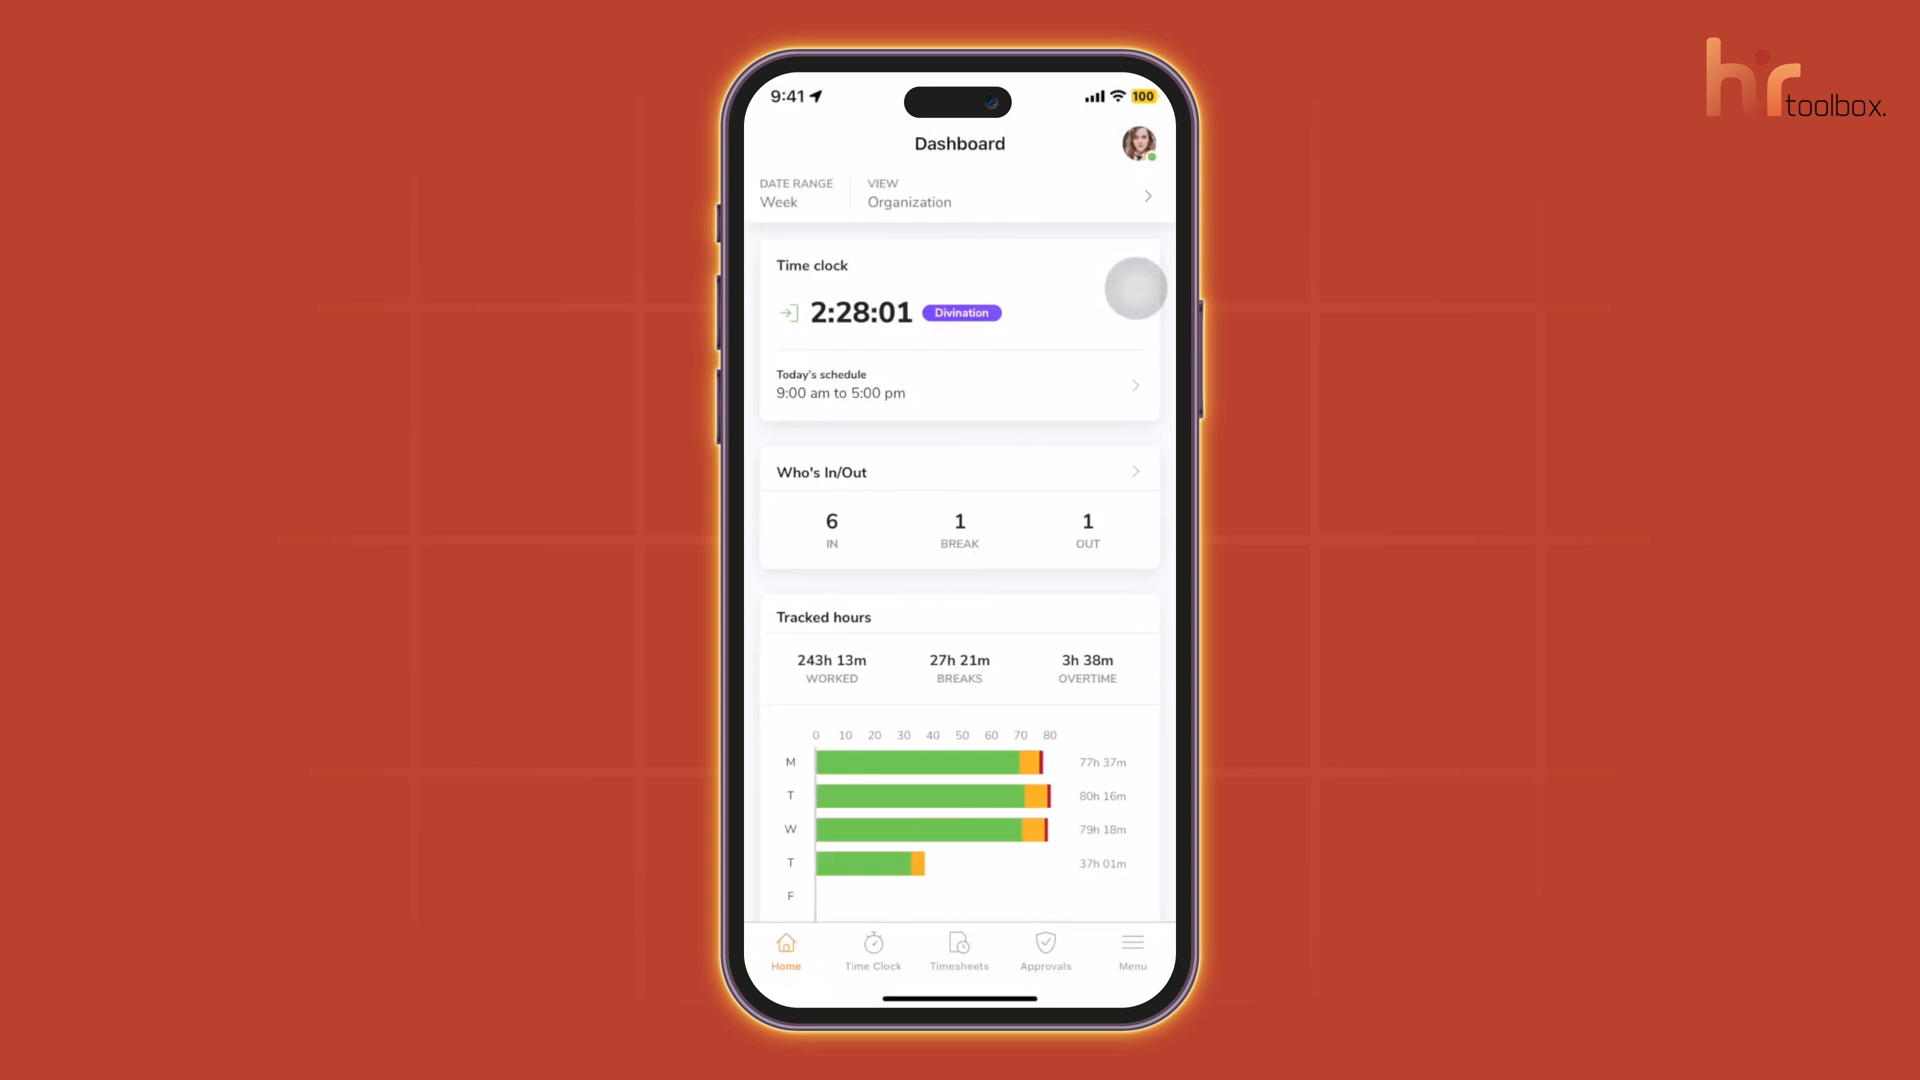 hr toolbox.
9:41
100
Dashboard
DATE RANGE
Week
VIEW
Organization
Time clock
2:28:01 Divination
Today's schedule
9:00 am to 5:00 pm
Who's In/Out
6 1 1
IN BREAK OUT
Tracked hours
243h 13m 27h 21m 3h 38m
WORKED BREAKS OVERTIME
0 10 20 30 40 50 60 70 80
M 77h 37m
T 80h 16m
W 79h 18m
T 37h 01m
F
Home Time Clock Timesheets Approvals Menu